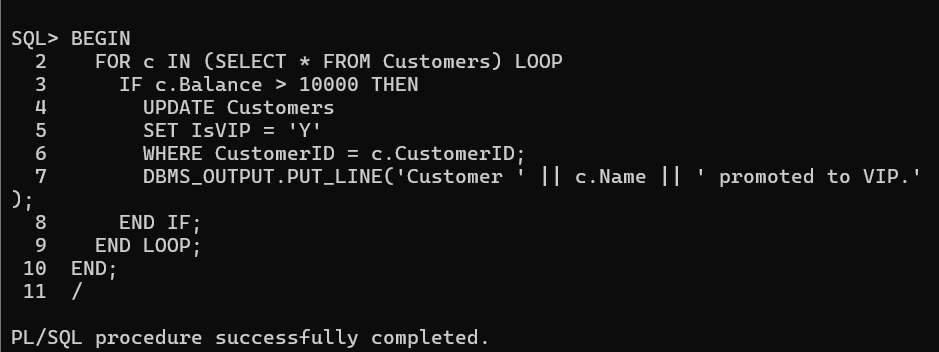 SQL> BEGIN
  2    FOR c IN (SELECT * FROM Customers) LOOP
  3      IF c.Balance > 10000 THEN
  4        UPDATE Customers
  5        SET IsVIP = 'Y'
  6        WHERE CustomerID = c.CustomerID;
  7        DBMS_OUTPUT.PUT_LINE('Customer ' || c.Name || ' promoted to VIP.'
);
  8      END IF;
  9    END LOOP;
 10  END;
 11  /
PL/SQL procedure successfully completed.